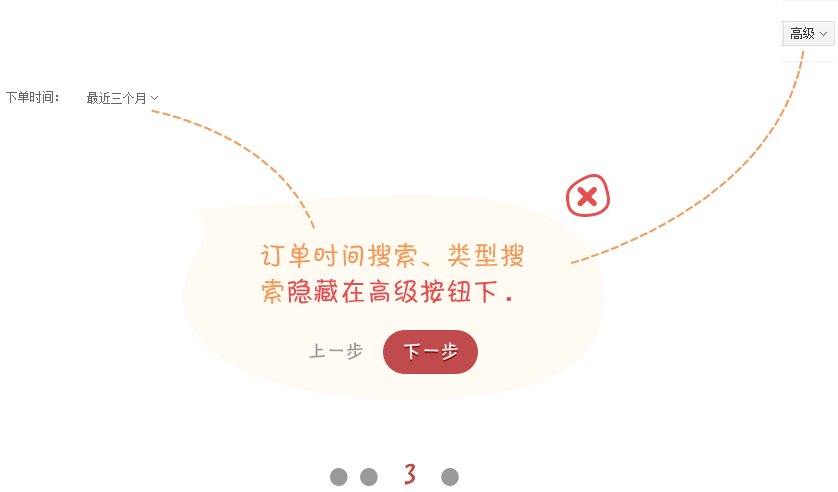 高级
下单时间: 最近三个月
订单时间搜索、类型搜
索隐藏在高级按钮下.
上一步 下一步
3